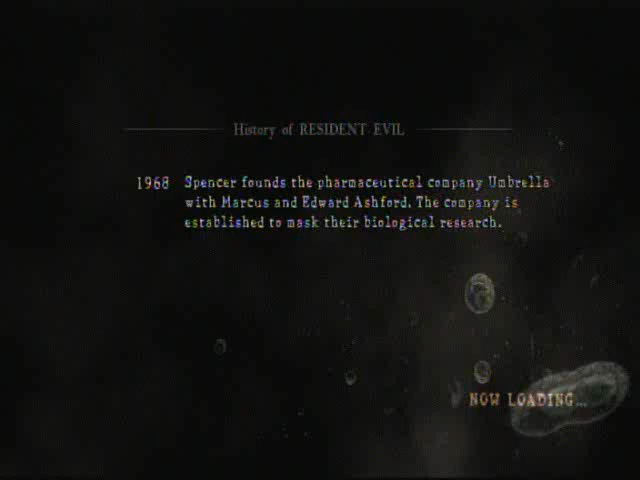 History of RESIDENT EVIL
1968 Spencer founds the pharmaceutical company Umbrella
with Marcus and Edward Ashford. The company is
established to mask their biological research.
NOW LOADING...